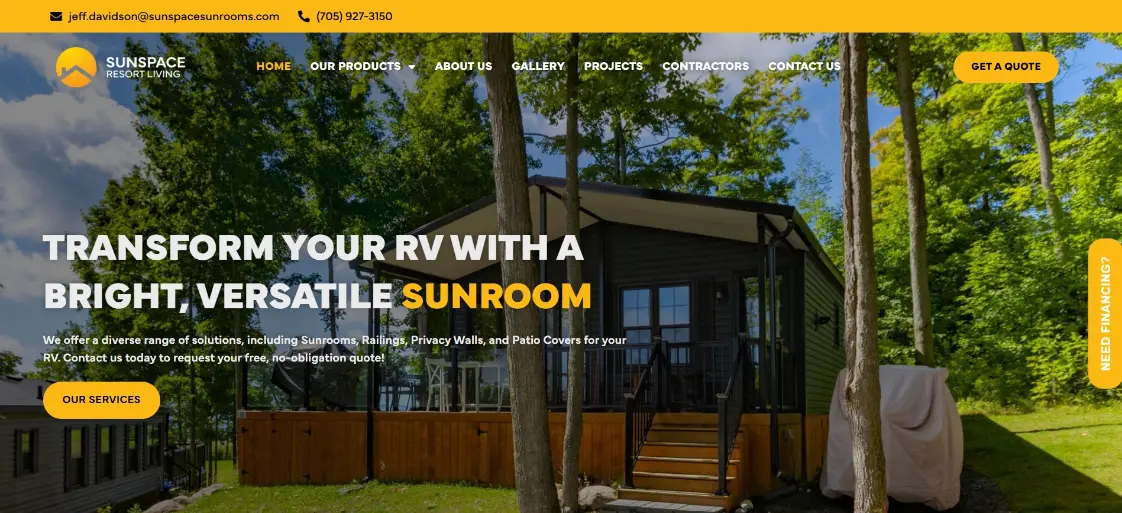 jeff.davidson@sunspacesunrooms.com (705) 927-3150
SUNSPACE
RESORT LIVING
HOME OUR PRODUCTS ABOUT US GALLERY PROJECTS CONTRACTORS CONTACT US
GET A QUOTE
TRANSFORM YOUR RV WITH A
BRIGHT, VERSATILE SUNROOM
We offer a diverse range of solutions, including Sunrooms, Railings, Privacy Walls, and Patio Covers for your
RV. Contact us today to request your free, no-obligation quote!
OUR SERVICES
NEED FINANCING?